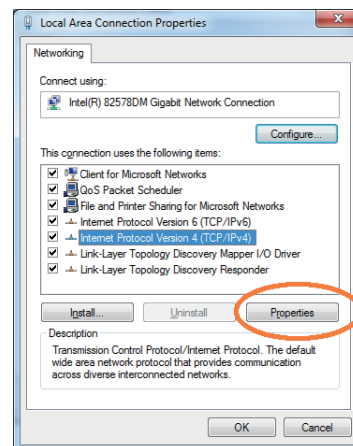 Local Area Connection Properties
Networking
Connect using:
Intel(R) 82578DM Gigabit Network Connection
Configure...
This connection uses the following items:
Client for Microsoft Networks
QoS Packet Scheduler
File and Printer Sharing for Microsoft Networks
Internet Protocol Version 6 (TCP/IPv6)
Internet Protocol Version 4 (TCP/IPv4)
Link-Layer Topology Discovery Mapper I/O Driver
Link-Layer Topology Discovery Responder
Install...
Uninstall
Properties
Description
Transmission Control Protocol/Internet Protocol. The default
wide area network protocol that provides communication
across diverse interconnected networks.
OK
Cancel